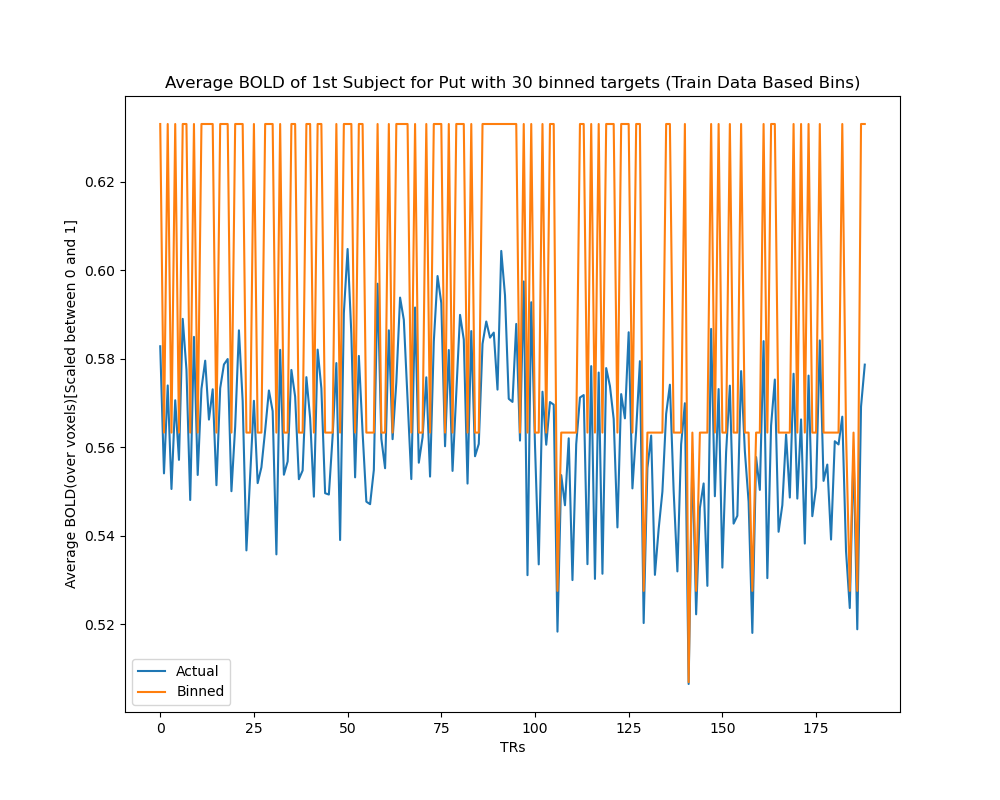 Average BOLD of 1st Subject for Put with 30 binned targets (Train Data Based Bins)
Average BOLD(over voxels)[Scaled between 0 and 1]
0.62
0.60
0.58
0.56
0.54
0.52
Actual
Binned
0 25 50 75 100 125 150 175
TRs